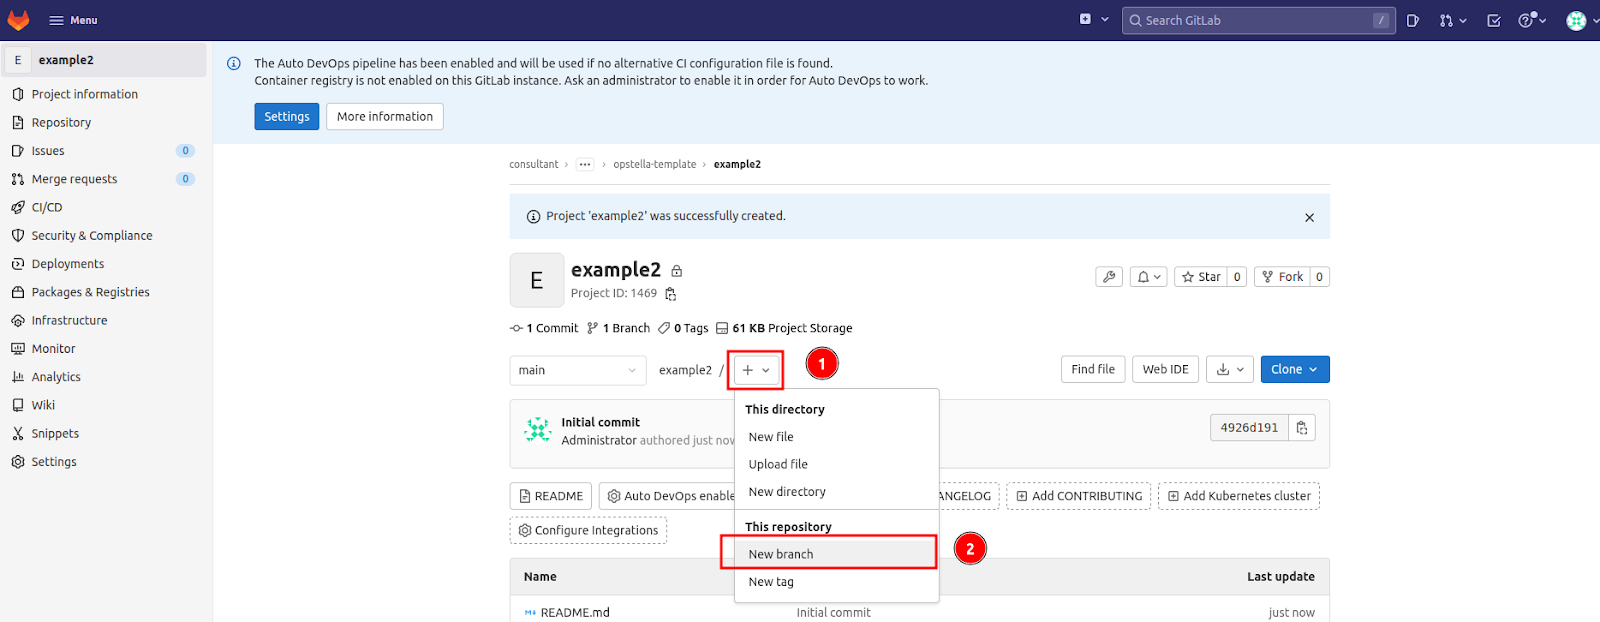 Menu
Search GitLab /
E example2
Project information
Repository
Issues 0
Merge requests 0
CI/CD
Security & Compliance
Deployments
Packages & Registries
Infrastructure
Monitor
Analytics
Wiki
Snippets
Settings
The Auto DevOps pipeline has been enabled and will be used if no alternative CI configuration file is found.
Container registry is not enabled on this GitLab instance. Ask an administrator to enable it in order for Auto DevOps to work.
Settings More information
consultant › ... › opstella-template › example2
Project 'example2' was successfully created.
E
example2
Project ID: 1469
Star 0 Fork 0
1 Commit 1 Branch 0 Tags 61 KB Project Storage
main example2 / + 1 Find file Web IDE Clone
This directory
New file
Upload file
New directory
This repository
New branch 2
New tag
Initial commit
Administrator authored just now
4926d191
README Auto DevOps enable ANGELOG Add CONTRIBUTING Add Kubernetes cluster
Configure Integrations
Name Last update
README.md Initial commit just now